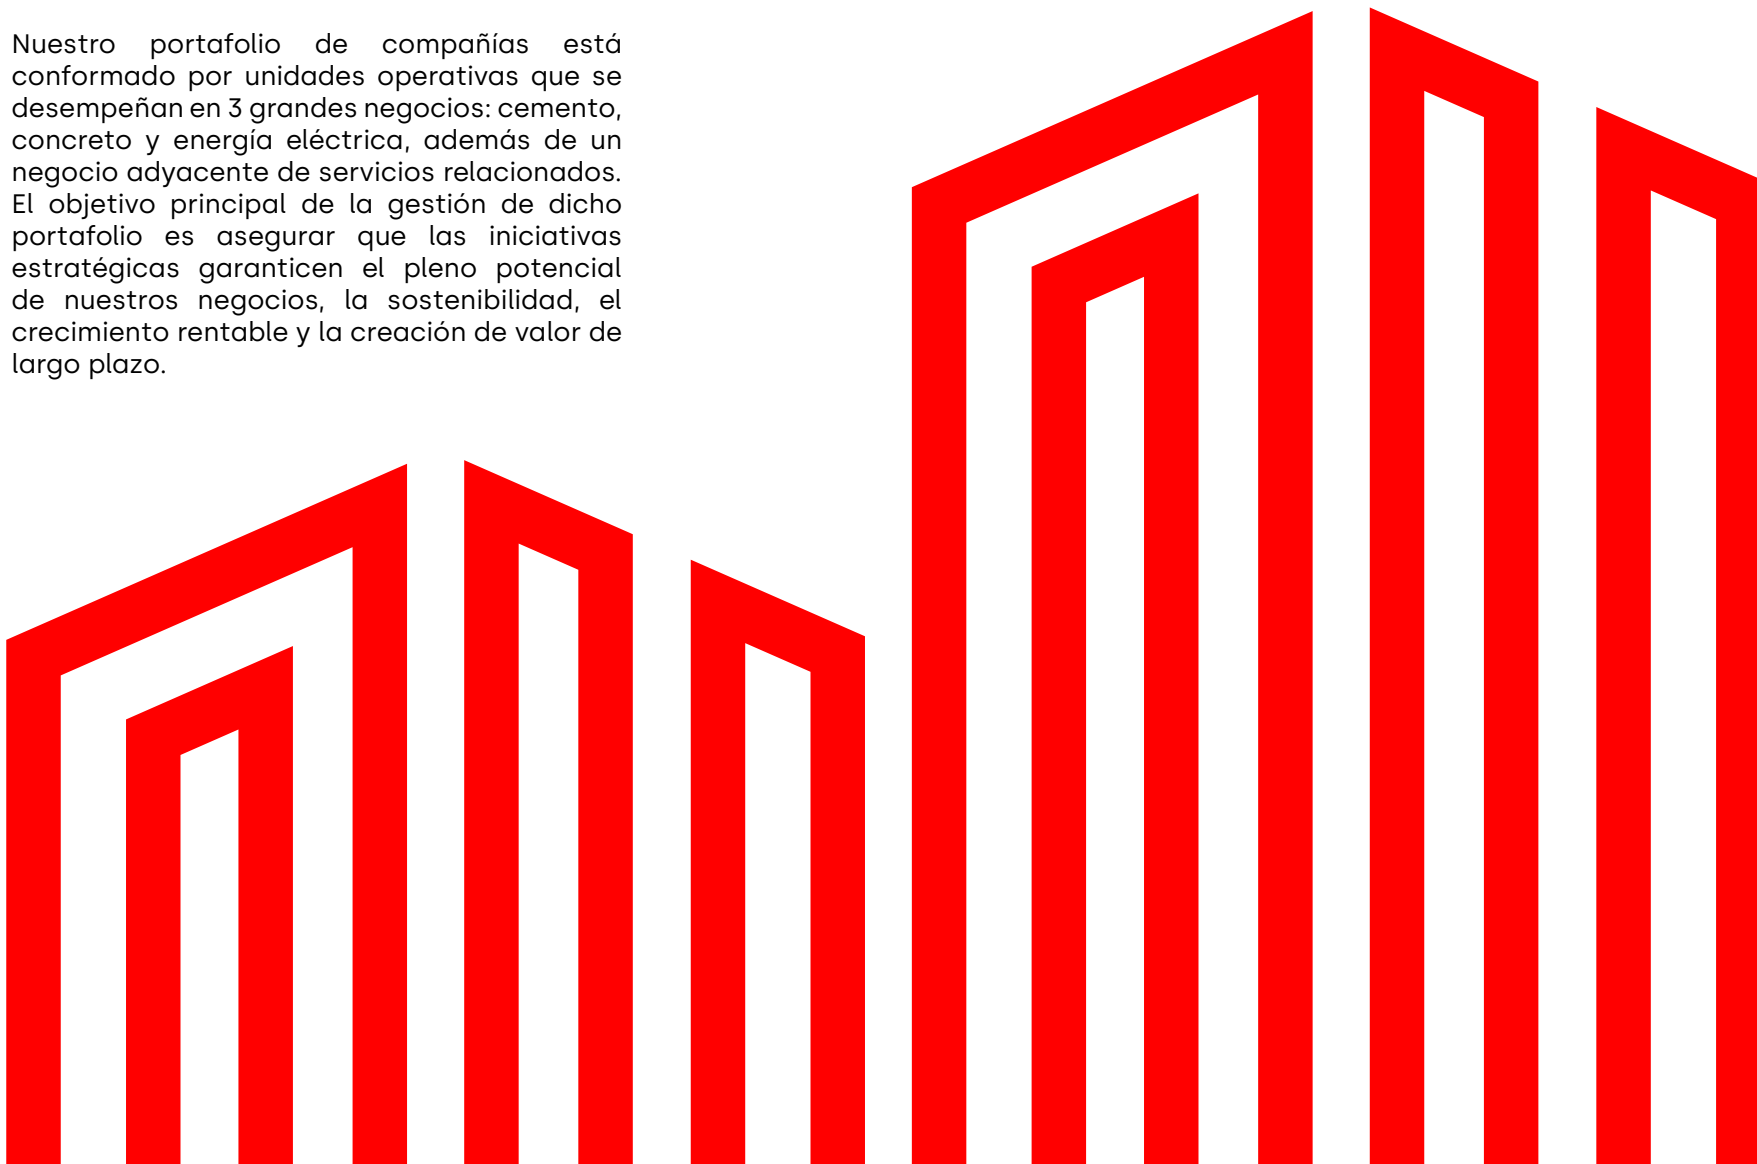 Nuestro portafolio de compañías está
conformado por unidades operativas que se
desempeñan en 3 grandes negocios: cemento,
concreto y energía eléctrica, además de un
negocio adyacente de servicios relacionados.
El objetivo principal de la gestión de dicho
portafolio es asegurar que las iniciativas
estratégicas garanticen el pleno potencial
de nuestros negocios, la sostenibilidad, el
crecimiento rentable y la creación de valor de
largo plazo.